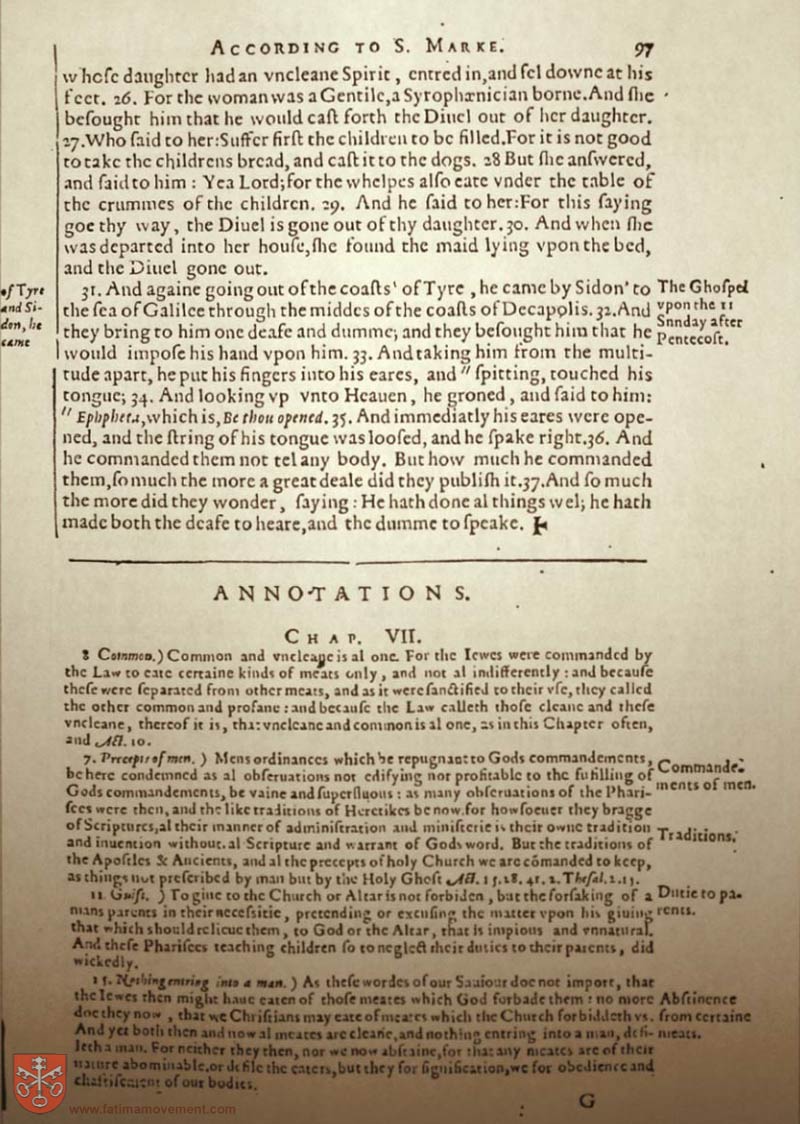 ACCORDING TO S. MARKE. 97
whoſe daughter had an vncleane Spirit, entred in, and fel downe at his
feet. 26. For the woman was a Gentile, a Syrophænician borne. And ſhe
beſought him that he would caſt forth the Diuel out of her daughter.
27. Who ſaid to her: Suffer firſt the children to be filled. For it is not good
to take the childrens bread, and caſt it to the dogs. 28 But ſhe anſwered,
and ſaid to him: Yea Lord; for the whelpes alſo eate vnder the table of
the crummes of the children. 29. And he ſaid to her: For this ſaying
goe thy way, the Diuel is gone out of thy daughter. 30. And when ſhe
was departed into her houſe, ſhe found the maid lying vpon the bed,
and the Diuel gone out.
31. And againe going out of the coaſts' of Tyre, he came by Sidon' to
the ſea of Galilee through the middes of the coaſts of Decapolis. 32. And
they bring to him one deafe and dumme; and they beſought him that he
would impoſe his hand vpon him. 33. And taking him from the multi-
tude apart, he put his fingers into his eares, and " ſpitting, touched his
tongue; 34. And looking vp vnto Heauen, he groned, and ſaid to him:
" Ephpheta, which is, Be thou opened. 35. And immediatly his eares were ope-
ned, and the ſtring of his tongue was looſed, and he ſpake right. 36. And
he commanded them not tel any body. But how much he commanded
them, ſo much the more a great deale did they publiſh it. 37. And ſo much
the more did they wonder, ſaying: He hath done al things wel; he hath
made both the deafe to heare, and the dumme to ſpeake.
of Tyre
and Si-
don, he
came
The Ghoſpel
vpon the 11
Snnday after
Pentecoſt.
ANNOTATIONS.
CHAP. VII.
2 Common.) Common and vncleane is al one. For the Iewes were commanded by
the Law to eate certaine kinds of meats only, and not al indifferently: and becauſe
theſe were ſeparated from other meats, and as it were ſanctified to their vſe, they called
the other common and profane: and becauſe the Law calleth thoſe cleane and theſe
vncleane, thereof it is, that vncleane and common is al one, as in this Chapter often,
and Act. 10.
7. Precepts of men.) Mens ordinances which be repugnant to Gods commandements,
be here condemned as al obſeruations not edifying nor profitable to the fulfilling of
Gods commandements, be vaine and ſuperfluous: as many obſeruations of the Phari-
ſees were then, and the like traditions of Heretikes be now. for howſoeuer they bragge
of Scriptures, al their manner of adminiſtration and miniſterie is their owne tradition
and inuention without al Scripture and warrant of Gods word. But the traditions of
the Apoſtles & Ancients, and al the precepts of holy Church we are cōmanded to keep,
as things not preſcribed by man but by the Holy Ghoſt Act. 15. 28. 41. 2. Theſal. 2. 15.
11. Guift.) To giue to the Church or Altar is not forbiden, but the forſaking of a
mans parents in their neceſſitie, pretending or excuſing the matter vpon his giuing
that which ſhould relieue them, to God or the Altar, that is impious and vnnatural.
And theſe Phariſees teaching children ſo to neglect their duties to their parents, did
wickedly.
15. Nothing entring into a man.) As theſe wordes of our Sauiour doe not import, that
the Iewes then might haue eaten of thoſe meates which God forbade them: no more
doe they now, that we Chriſtians may eate of meates which the Church forbiddeth vs.
And yet both then and now al meates are cleane, and nothing entring into a man, defi-
leth a man. For neither they then, nor we now abſtaine, for that any meates are of their
nature abominable, or defile the eaters, but they for ſignification, we for obedience and
chaſtiſement of our bodies.
Commande-
ments of men.
Traditions.
Dutie to pa-
rents.
Abſtinence
from certaine
meats.
G
www.fatimamovement.com